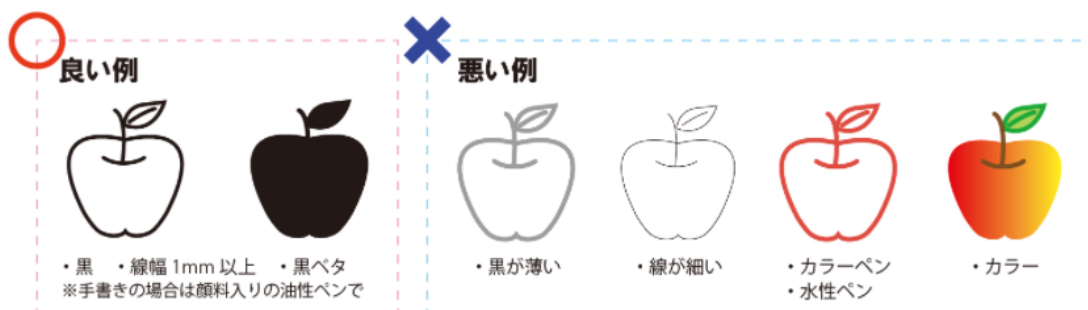 良い例
・黒　・線幅 1mm 以上　・黒ベタ
※手書きの場合は顔料入りの油性ペンで
悪い例
・黒が薄い
・線が細い
・カラーペン
・水性ペン
・カラー